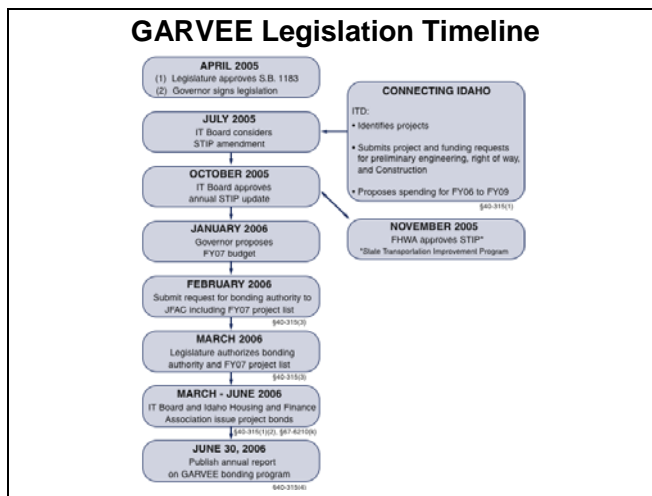 GARVEE Legislation Timeline
APRIL 2005
(1) Legislature approves S.B. 1183
(2) Governor signs legislation
CONNECTING IDAHO
ITD:
• Identifies projects
• Submits project and funding requests
for preliminary engineering, right of way,
and Construction
• Proposes spending for FY06 to FY09
§40-315(1)
JULY 2005
IT Board considers
STIP amendment
OCTOBER 2005
IT Board approves
annual STIP update
NOVEMBER 2005
FHWA approves STIP*
*State Transportation Improvement Program
JANUARY 2006
Governor proposes
FY07 budget
FEBRUARY 2006
Submit request for bonding authority to
JFAC including FY07 project list
§40-315(3)
MARCH 2006
Legislature authorizes bonding
authority and FY07 project list
§40-315(3)
MARCH - JUNE 2006
IT Board and Idaho Housing and Finance
Association issue project bonds
§40-315(1)(2), §67-6210(k)
JUNE 30, 2006
Publish annual report
on GARVEE bonding program
§40-315(4)